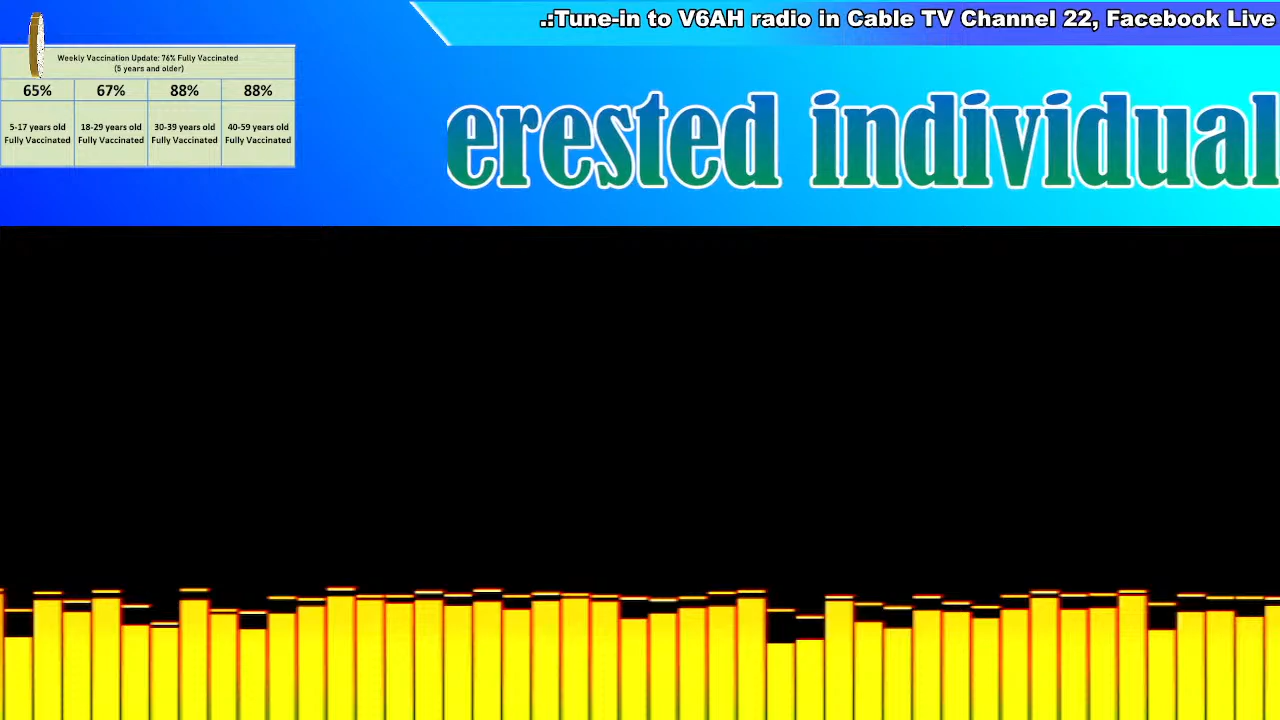 .:Tune-in to V6AH radio in Cable TV Channel 22, Facebook Live
Weekly Vaccination Update: 76% Fully Vaccinated
(5 years and older)
65% 67% 88% 88%
5-17 years old 18-29 years old 30-39 years old 40-59 years old
Fully Vaccinated Fully Vaccinated Fully Vaccinated Fully Vaccinated
erested individual